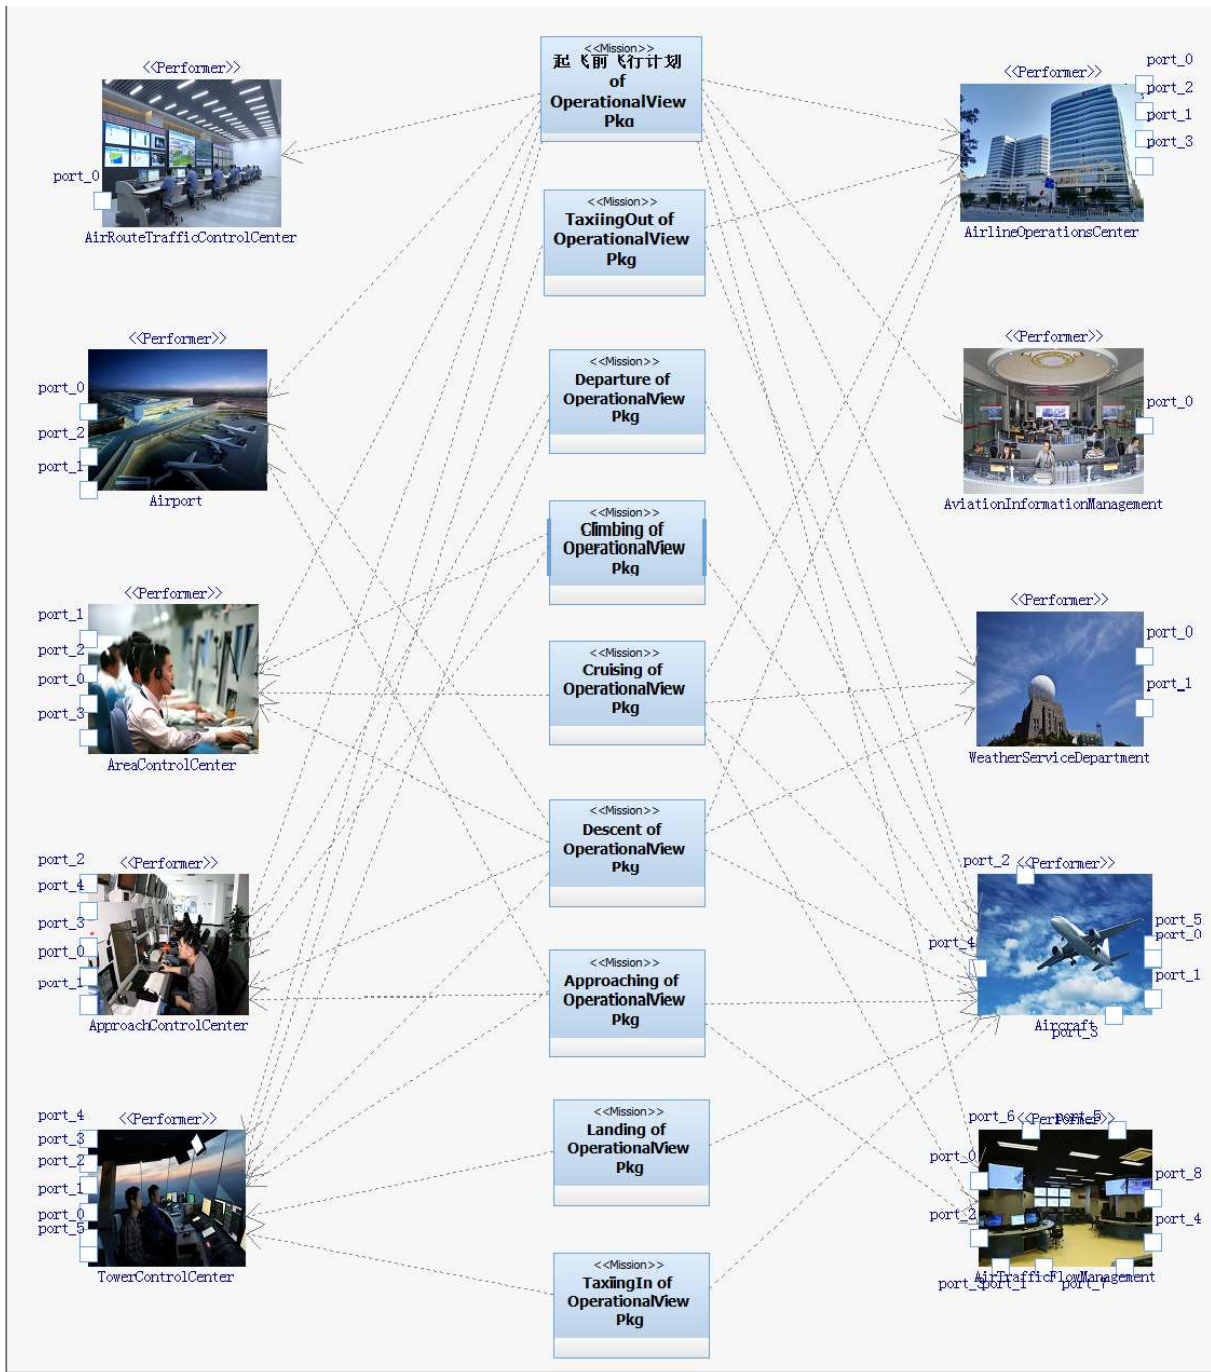 <<Performer>>
port_0
AirRouteTrafficControlCenter
<<Performer>>
port_0
port_2
port_1
Airport
<<Performer>>
port_1
port_2
port_0
port_3
AreaControlCenter
<<Performer>>
port_2
port_4
port_3
port_0
port_1
ApproachControlCenter
<<Performer>>
port_4
port_3
port_2
port_1
port_0
port_5
TowerControlCenter
<<Mission>>
起飞前飞行计划
of
OperationalView
Pkg
<<Mission>>
TaxiingOut of
OperationalView
Pkg
<<Mission>>
Departure of
OperationalView
Pkg
<<Mission>>
Climbing of
OperationalView
Pkg
<<Mission>>
Cruising of
OperationalView
Pkg
<<Mission>>
Descent of
OperationalView
Pkg
<<Mission>>
Approaching of
OperationalView
Pkg
<<Mission>>
Landing of
OperationalView
Pkg
<<Mission>>
TaxiingIn of
OperationalView
Pkg
<<Performer>>
port_0
port_2
port_1
port_3
AirlineOperationsCenter
<<Performer>>
port_0
AviationInformationManagement
<<Performer>>
port_0
port_1
WeatherServiceDepartment
port_2 <<Performer>>
port_5
port_0
port_4
port_1
Aircraft
port_3
port_6 <<Performer>> port_5
port_0
port_8
port_2
port_4
AirTrafficFlowManagement
port_3 port_1 port_7